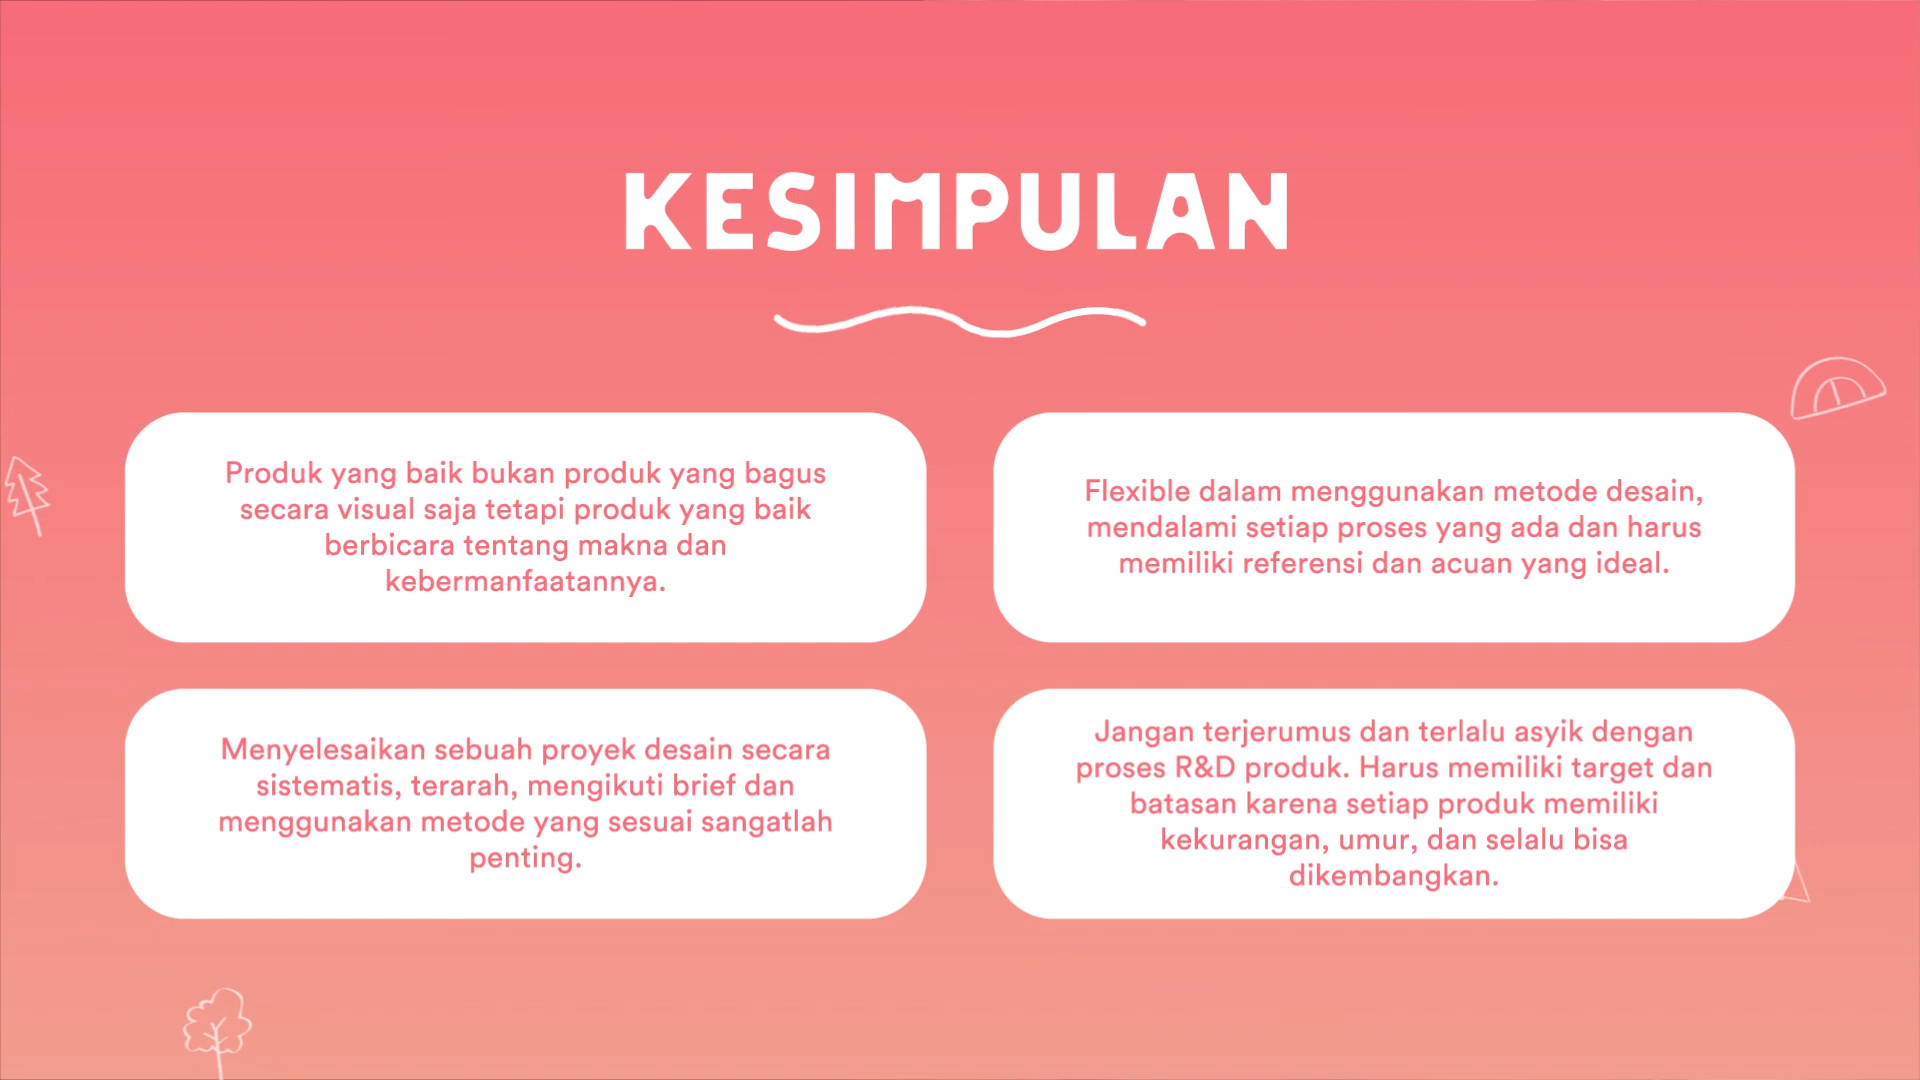 KESIMPULAN
Produk yang baik bukan produk yang bagus
secara visual saja tetapi produk yang baik
berbicara tentang makna dan
kebermanfaatannya.
Flexible dalam menggunakan metode desain,
mendalami setiap proses yang ada dan harus
memiliki referensi dan acuan yang ideal.
Menyelesaikan sebuah proyek desain secara
sistematis, terarah, mengikuti brief dan
menggunakan metode yang sesuai sangatlah
penting.
Jangan terjerumus dan terlalu asyik dengan
proses R&D produk. Harus memiliki target dan
batasan karena setiap produk memiliki
kekurangan, umur, dan selalu bisa
dikembangkan.